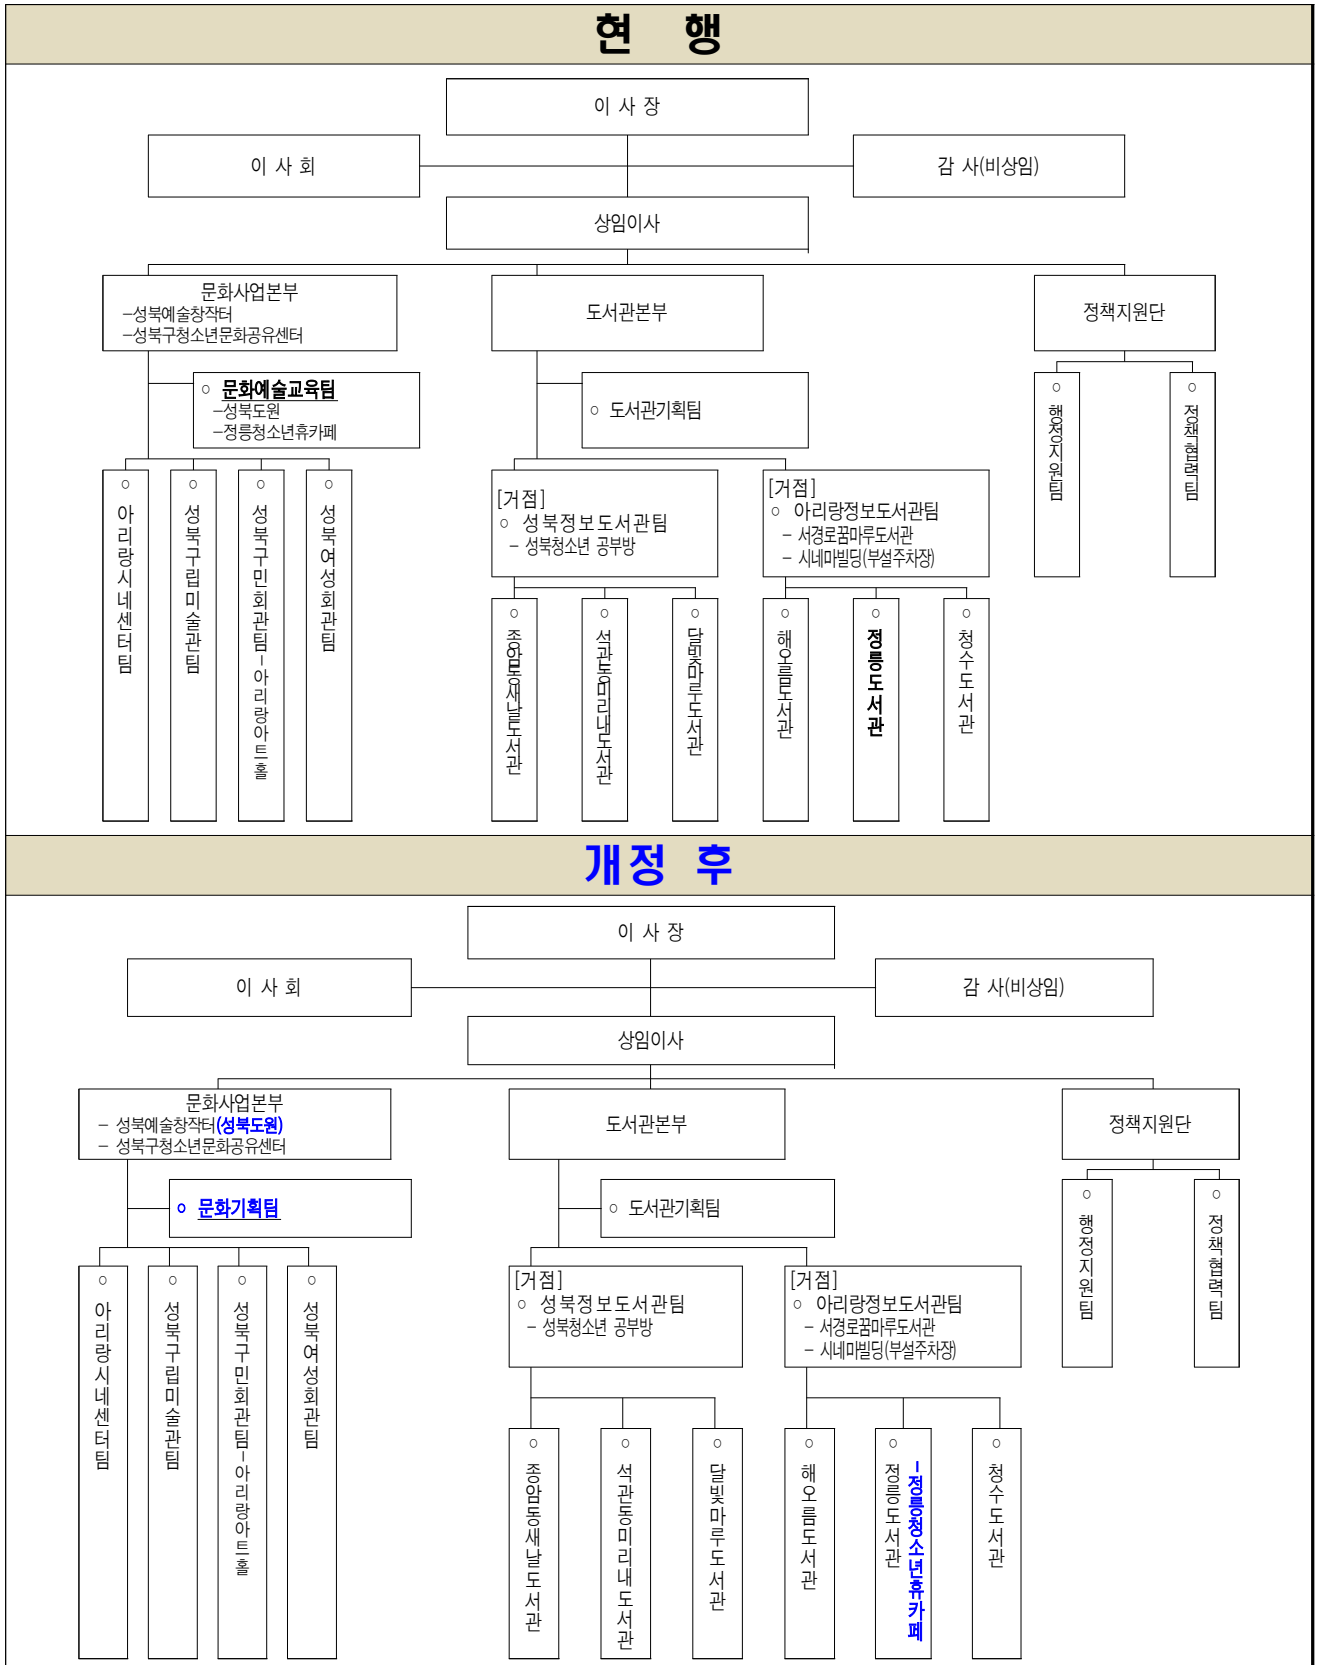 현 행
이 사 장
이 사 회
감 사(비상임)
상임이사
문화사업본부
-성북예술창작터
-성북구청소년문화공유센터
도서관본부
정책지원단
○ 문화예술교육팀
-성북도원
-정릉청소년휴카페
○ 도서관기획팀
○ 행정지원팀
○ 정책협력팀
○ 아리랑시네센터팀
○ 성북구립미술관팀
○ 성북구민회관팀-아리랑아트홀
○ 성북여성회관팀
[거점]
○ 성북정보도서관팀
- 성북청소년 공부방
[거점]
○ 아리랑정보도서관팀
- 서경로꿈마루도서관
- 시네마빌딩(부설주차장)
○ 종암동새날도서관
○ 석관동미리내도서관
○ 달빛마루도서관
○ 해오름도서관
○ 정릉도서관
○ 청수도서관
개정 후
이 사 장
이 사 회
감 사(비상임)
상임이사
문화사업본부
- 성북예술창작터(성북도원)
- 성북구청소년문화공유센터
도서관본부
정책지원단
○ 문화기획팀
○ 도서관기획팀
○ 행정지원팀
○ 정책협력팀
○ 아리랑시네센터팀
○ 성북구립미술관팀
○ 성북구민회관팀-아리랑아트홀
○ 성북여성회관팀
[거점]
○ 성북정보도서관팀
- 성북청소년 공부방
[거점]
○ 아리랑정보도서관팀
- 서경로꿈마루도서관
- 시네마빌딩(부설주차장)
○ 종암동새날도서관
○ 석관동미리내도서관
○ 달빛마루도서관
○ 해오름도서관
○ 정릉도서관
-정릉청소년휴카페
○ 청수도서관